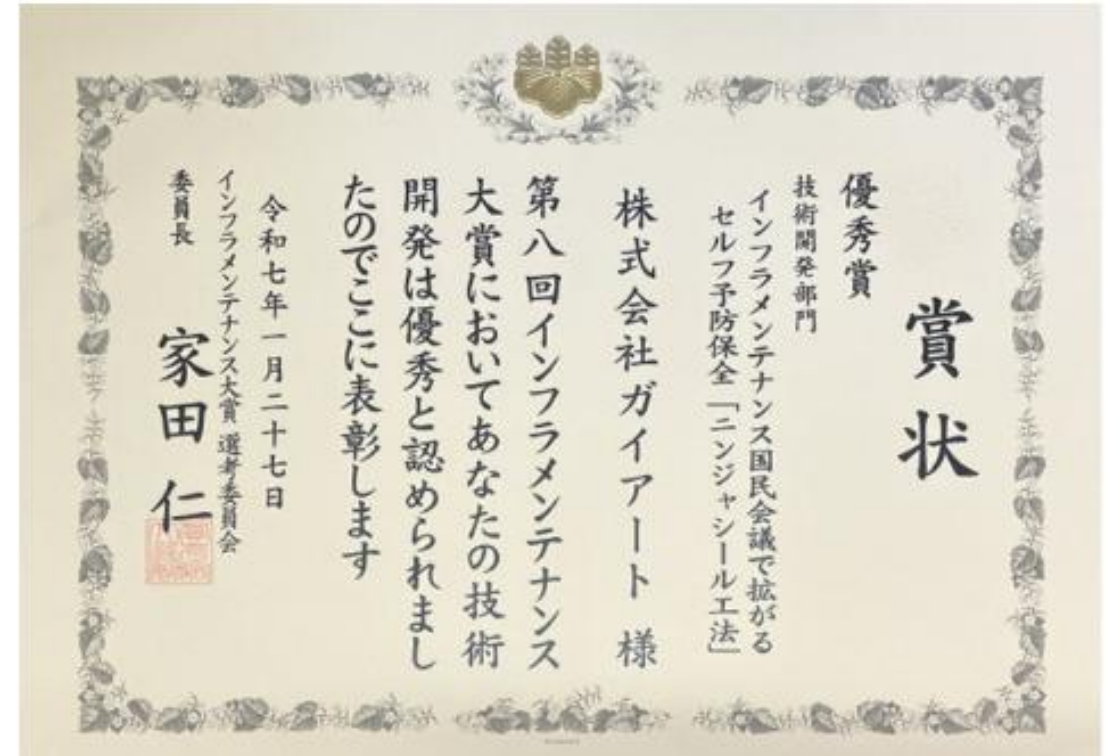 賞状
優秀賞
技術開発部門
インフラメンテナンス国民会議で拡がる
セルフ予防保全「ニンジャシール工法」
株式会社ガイアート 様
第八回インフラメンテナンス
大賞においてあなたの技術
開発は優秀と認められまし
たのでここに表彰します
令和七年一月二十七日
インフラメンテナンス大賞 選考委員会
委員長 家田 仁